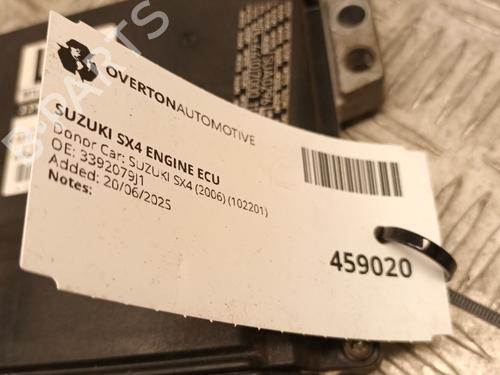 OVERTONAUTOMOTIVE
SUZUKI SX4 ENGINE ECU
Donor Car: SUZUKI SX4 (2006) (102201)
OE: 3392079J1
Added: 20/06/2025
Notes:
459020
B-PARTS